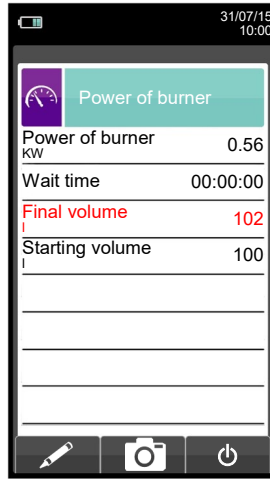 31/07/15
10:00
Power of burner
Power of burner
KW
0.56
Wait time
00:00:00
Final volume
l
102
Starting volume
l
100